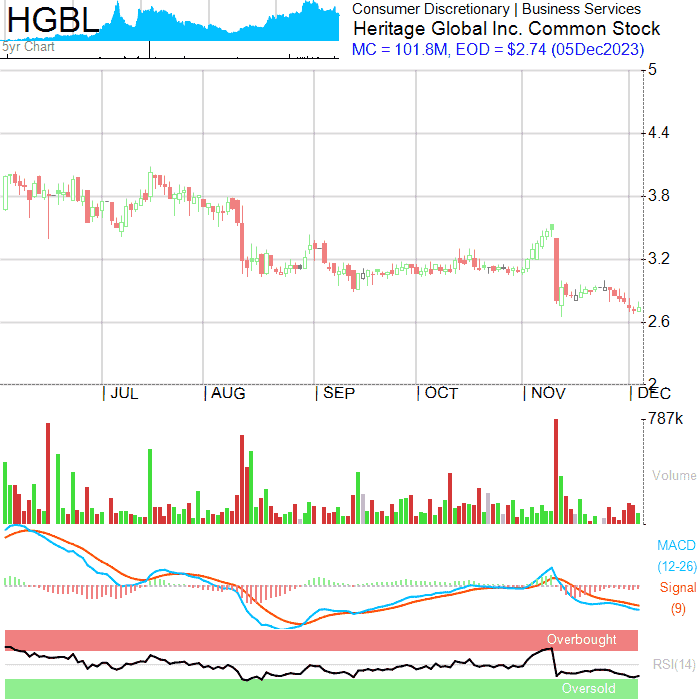 HGBL
5yr Chart
Consumer Discretionary | Business Services
Heritage Global Inc. Common Stock
MC = 101.8M, EOD = $2.74 (05Dec2023)
5
4.4
3.8
3.2
2.6
2
| JUL | AUG | SEP | OCT | NOV | DEC
787k
Volume
MACD
(12-26)
Signal
(9)
Overbought
RSI(14)
Oversold